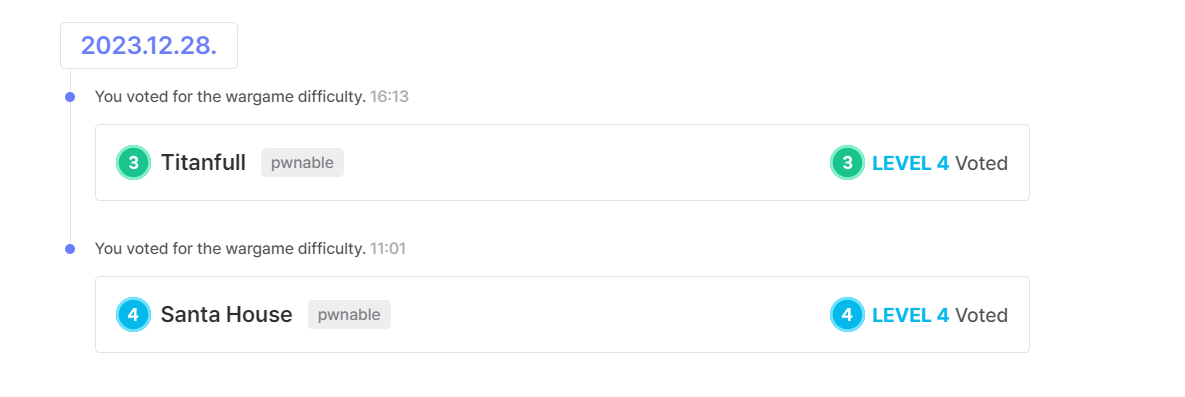 2023.12.28.
You voted for the wargame difficulty. 16:13
3 Titanfull pwnable 3 LEVEL 4 Voted
You voted for the wargame difficulty. 11:01
4 Santa House pwnable 4 LEVEL 4 Voted